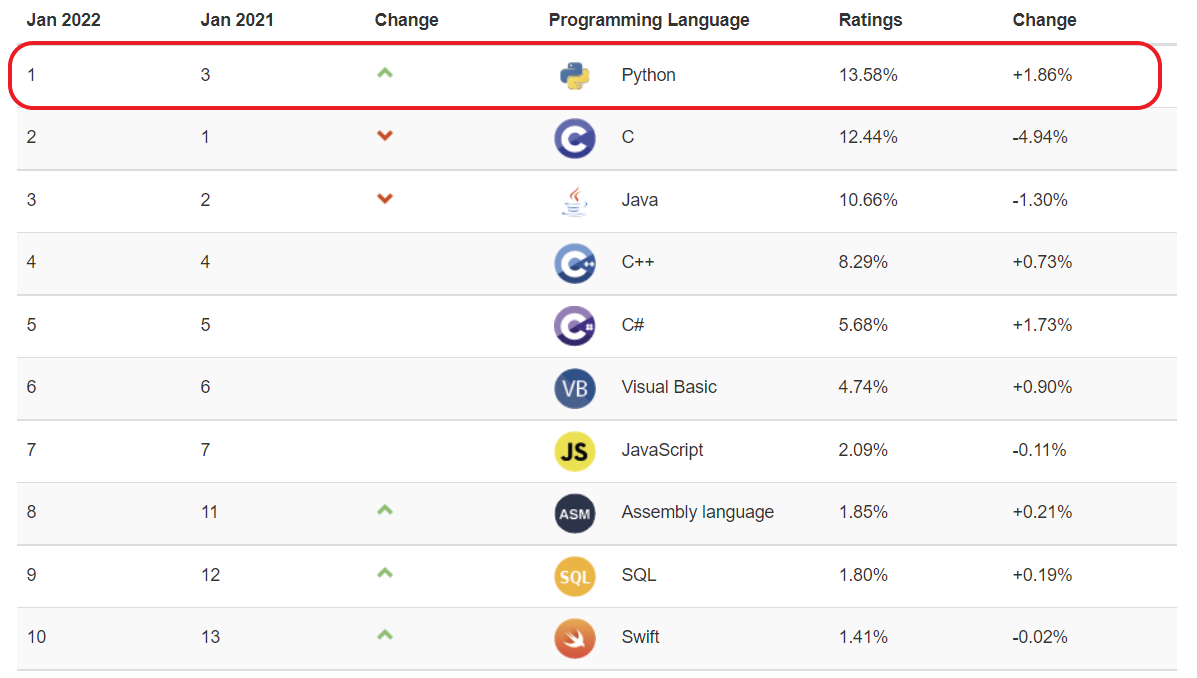 Jan 2022 Jan 2021 Change Programming Language Ratings Change
1 3 Python 13.58% +1.86%
2 1 C C 12.44% -4.94%
3 2 Java 10.66% -1.30%
4 4 C++ C++ 8.29% +0.73%
5 5 C# C# 5.68% +1.73%
6 6 VB Visual Basic 4.74% +0.90%
7 7 JS JavaScript 2.09% -0.11%
8 11 ASM Assembly language 1.85% +0.21%
9 12 SQL SQL 1.80% +0.19%
10 13 Swift 1.41% -0.02%